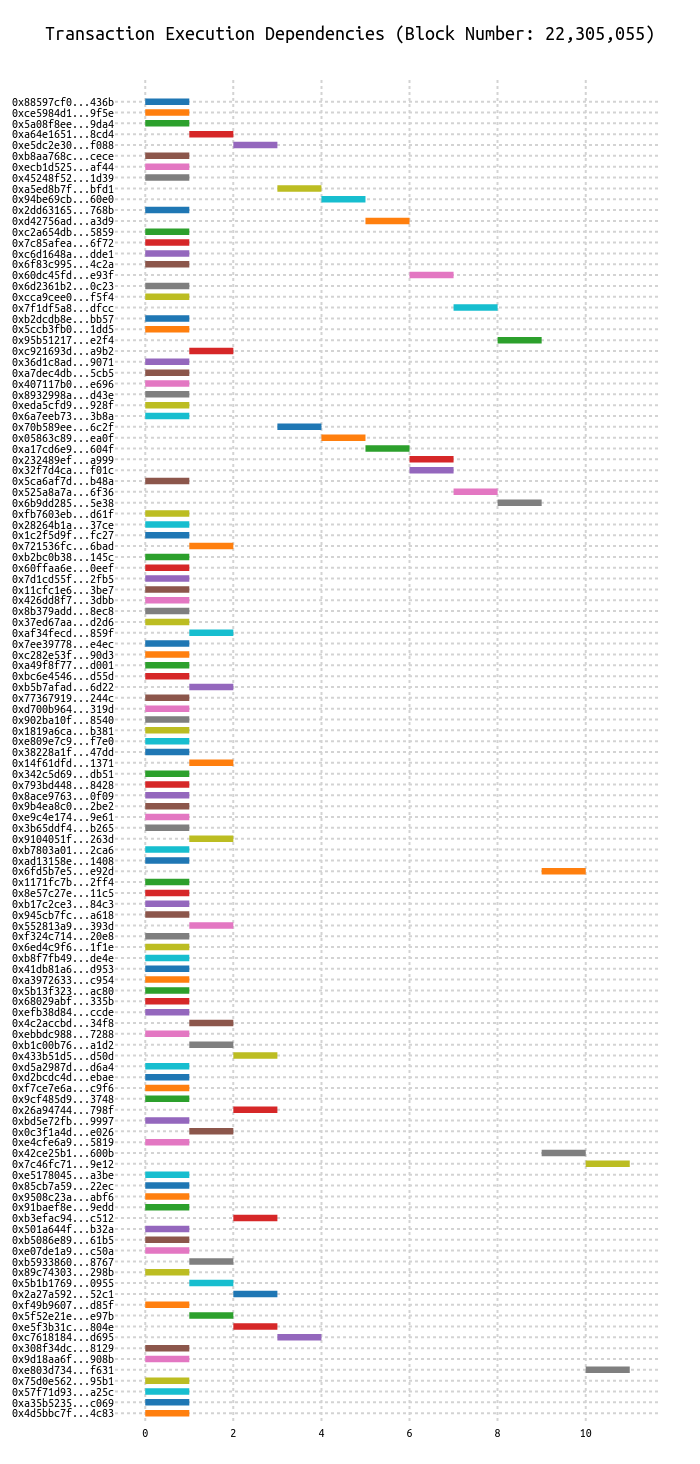 Transaction Execution Dependencies (Block Number: 22,305,055)
0x88597cf0...436b
0xce5984d1...9f5e
0x5a08f8ee...9da4
0xa64e1651...8cd4
0xe5dc2e30...f088
0xb8aa768c...cece
0xecb1d525...af44
0x45248f52...1d39
0xa5ed8b7f...bfd1
0x94be69cb...60e0
0x2dd63165...768b
0xd42756ad...a3d9
0xc2a654db...5859
0x7c85afea...6f72
0xc6d1648a...dde1
0x6f83c995...4c2a
0x60dc45fd...e93f
0x6d2361b2...0c23
0xcca9cee0...f5f4
0x7f1df5a8...dfcc
0xb2dcdb8e...bb57
0x5ccb3fb0...1dd5
0x95b51217...e2f4
0xc921693d...a9b2
0x36d1c8ad...9071
0xa7dec4db...5cb5
0x407117b0...e696
0x8932998a...d43e
0xeda5cfd9...928f
0x6a7eeb73...3b8a
0x70b589ee...6c2f
0x05863c89...ea0f
0xa17cd6e9...604f
0x232489ef...a999
0x32f7d4ca...f01c
0x5ca6af7d...b48a
0x525a8a7a...6f36
0x6b9dd285...5e38
0xfb7603eb...d61f
0x28264b1a...37ce
0x1c2f5d9f...fc27
0x721536fc...6bad
0xb2bc0b38...145c
0x60ffaa6e...0eef
0x7d1cd55f...2fb5
0x11cfc1e6...3be7
0x426dd8f7...3dbb
0x8b379add...8ec8
0x37ed67aa...d2d6
0xaf34fecd...859f
0x7ee39778...e4ec
0xc282e53f...90d3
0xa49f8f77...d001
0xbc6e4546...d55d
0xb5b7afad...6d22
0x77367919...244c
0xd700b964...319d
0x902ba10f...8540
0x1819a6ca...b381
0xe809e7c9...f7e0
0x38228a1f...47dd
0x14f61dfd...1371
0x342c5d69...db51
0x793bd448...8428
0x8ace9763...0f09
0x9b4ea8c0...2be2
0xe9c4e174...9e61
0x3b65ddf4...b265
0x9104051f...263d
0xb7803a01...2ca6
0xad13158e...1408
0x6fd5b7e5...e92d
0x1171fc7b...2ff4
0x8e57c27e...11c5
0xb17c2ce3...84c3
0x945cb7fc...a618
0x552813a9...393d
0xf324c714...20e8
0x6ed4c9f6...1f1e
0xb8f7fb49...de4e
0x41db81a6...d953
0xa3972633...c954
0x5b13f323...ac80
0x68029abf...335b
0xefb38d84...ccde
0x4c2accbd...34f8
0xebbdc988...7288
0xb1c00b76...a1d2
0x433b51d5...d50d
0xd5a2987d...d6a4
0xd2bcdc4d...ebae
0xf7ce7e6a...c9f6
0x9cf485d9...3748
0x26a94744...798f
0xbd5e72fb...9997
0x0c3f1a4d...e026
0xe4cfe6a9...5819
0x42ce25b1...600b
0x7c46fc71...9e12
0xe5178045...a3be
0x85cb7a59...22ec
0x9508c23a...abf6
0x91baef8e...9edd
0xb3efac94...c512
0x501a644f...b32a
0xb5086e89...61b5
0xe07de1a9...c50a
0xb5933860...8767
0x89c74303...298b
0x5b1b1769...0955
0x2a27a592...52c1
0xf49b9607...d85f
0x5f52e21e...e97b
0xe5f3b31c...804e
0xc7618184...d695
0x308f34dc...8129
0x9d18aa6f...908b
0xe803d734...f631
0x75d0e562...95b1
0x57f71d93...a25c
0xa35b5235...c069
0x4d5bbc7f...4c83
0 2 4 6 8 10